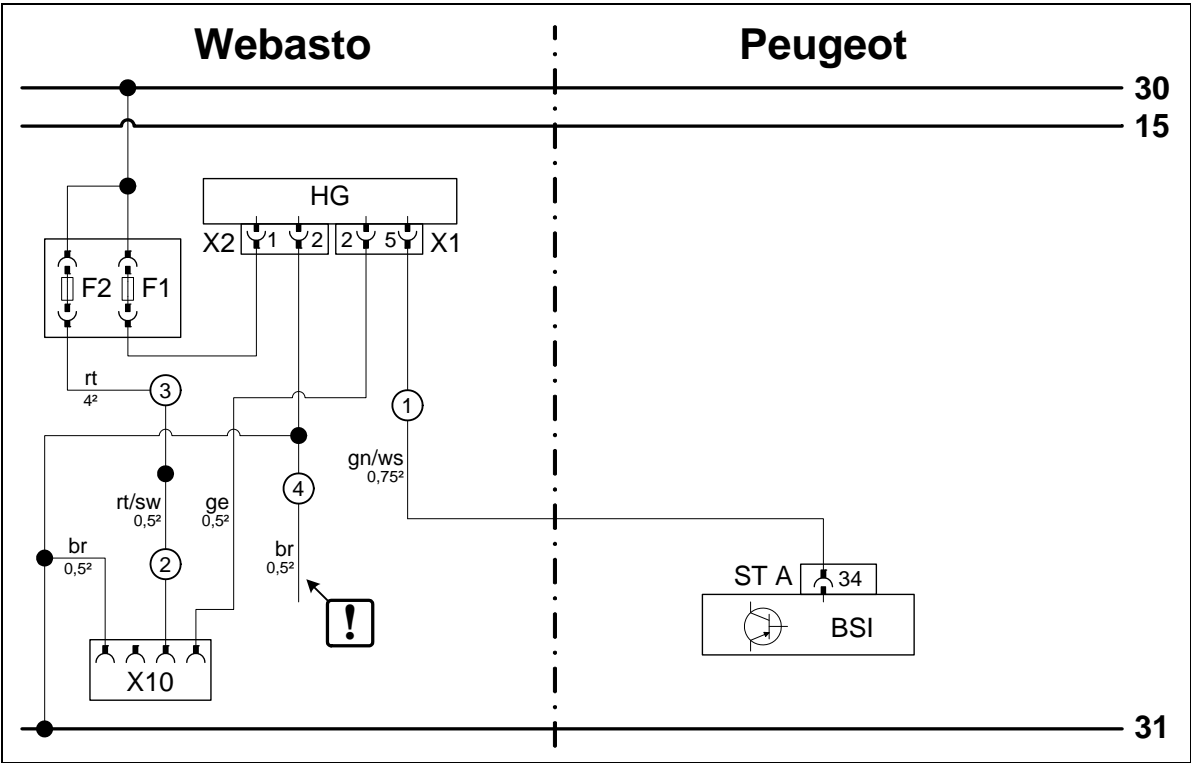 Webasto
Peugeot
30
15
HG
X2 1 2 2 5 X1
F2 F1
rt
4²
3
1
gn/ws
0,75²
4
rt/sw
0,5²
ge
0,5²
br
0,5²
2
br
0,5²
!
ST A 34
BSI
X10
31